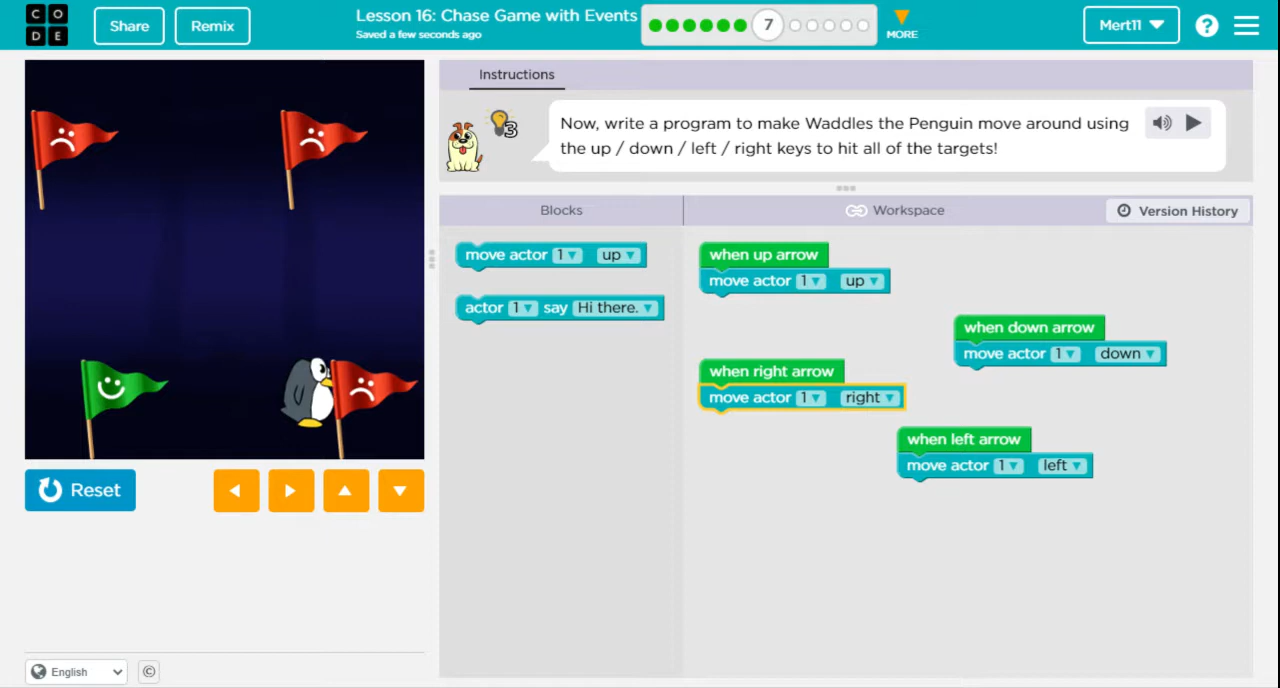 C O
D E
Share
Remix
Lesson 16: Chase Game with Events
Saved a few seconds ago
7
MORE
Mert11
?
Instructions
3
Now, write a program to make Waddles the Penguin move around using
the up / down / left / right keys to hit all of the targets!
Blocks
Workspace
Version History
move actor 1 up
actor 1 say Hi there.
when up arrow
move actor 1 up
when down arrow
move actor 1 down
when right arrow
move actor 1 right
when left arrow
move actor 1 left
Reset
English
©